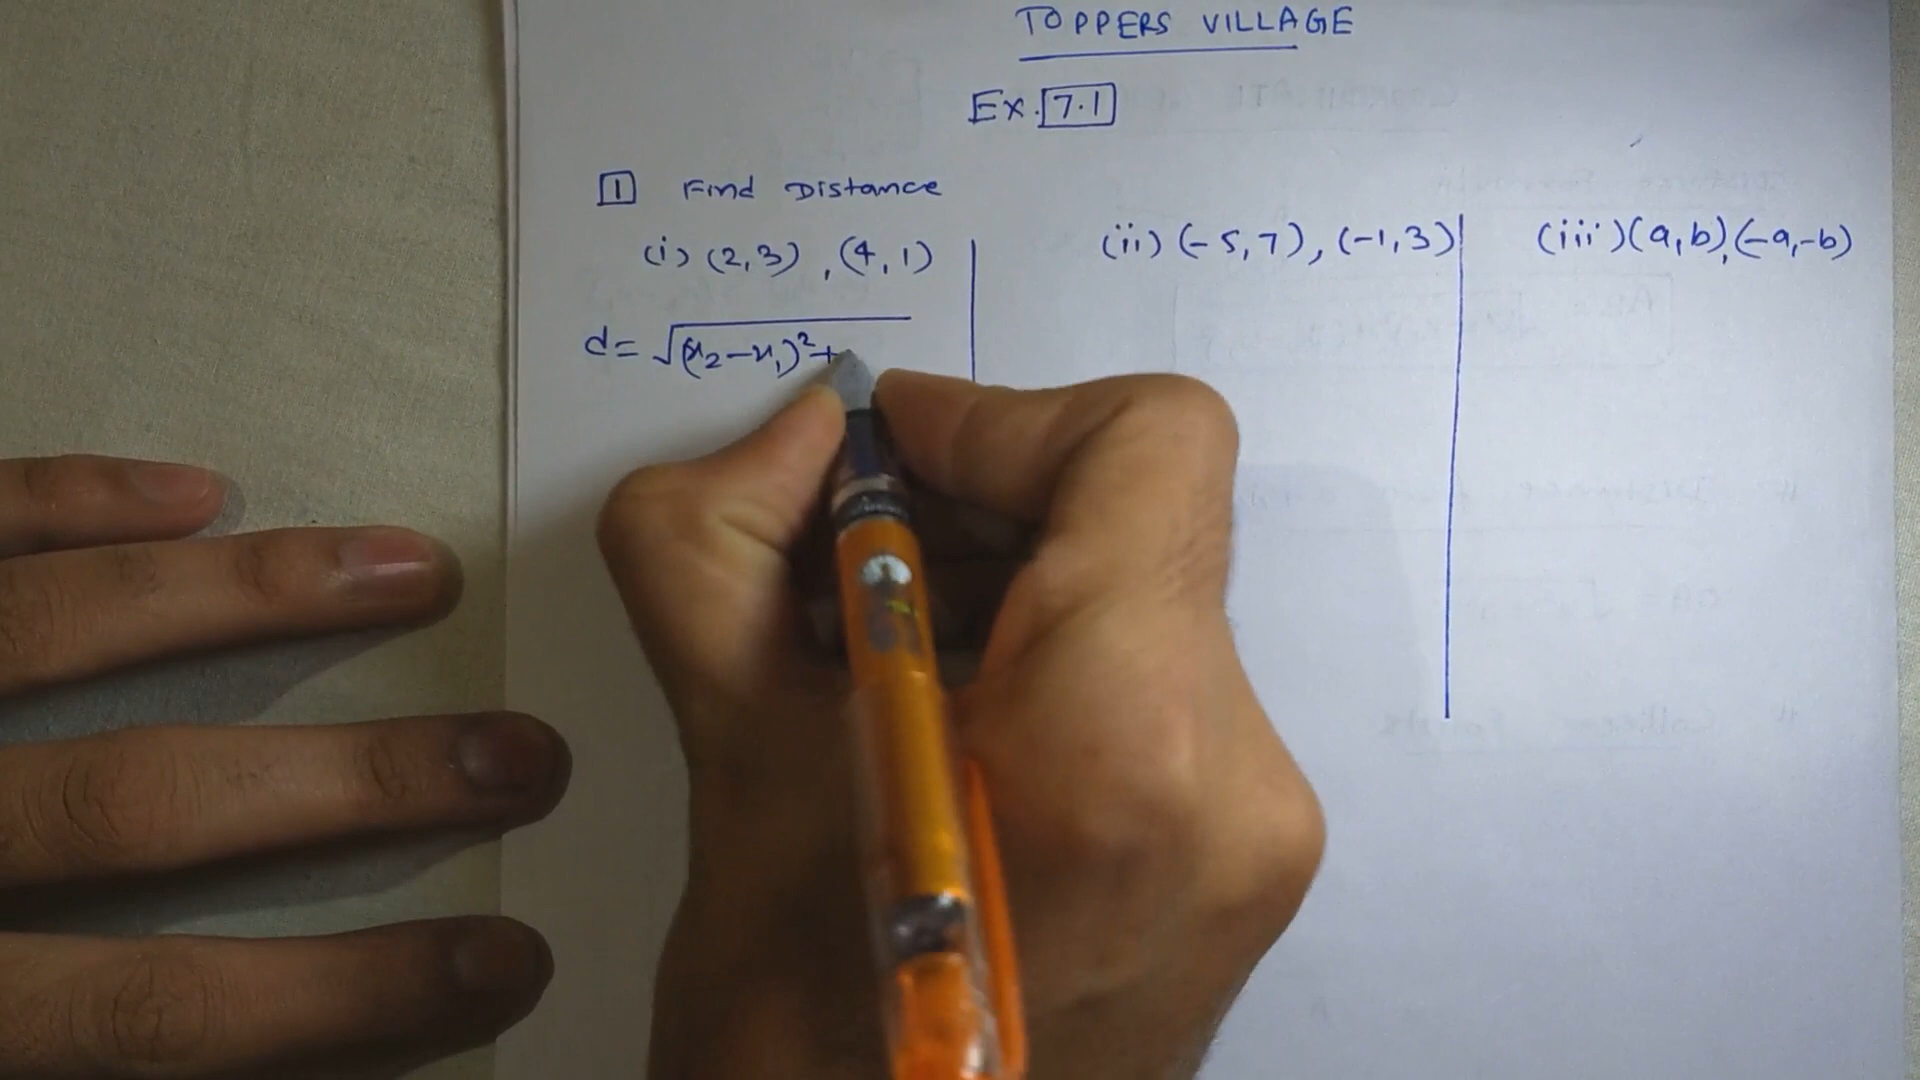 TOPPERS VILLAGE
Ex. 7.1
1 Find Distance
(i) (2,3), (4,1)
(ii) (-5,7), (-1,3)
(iii) (a,b), (-a,-b)
d = √(x₂-x₁)²+